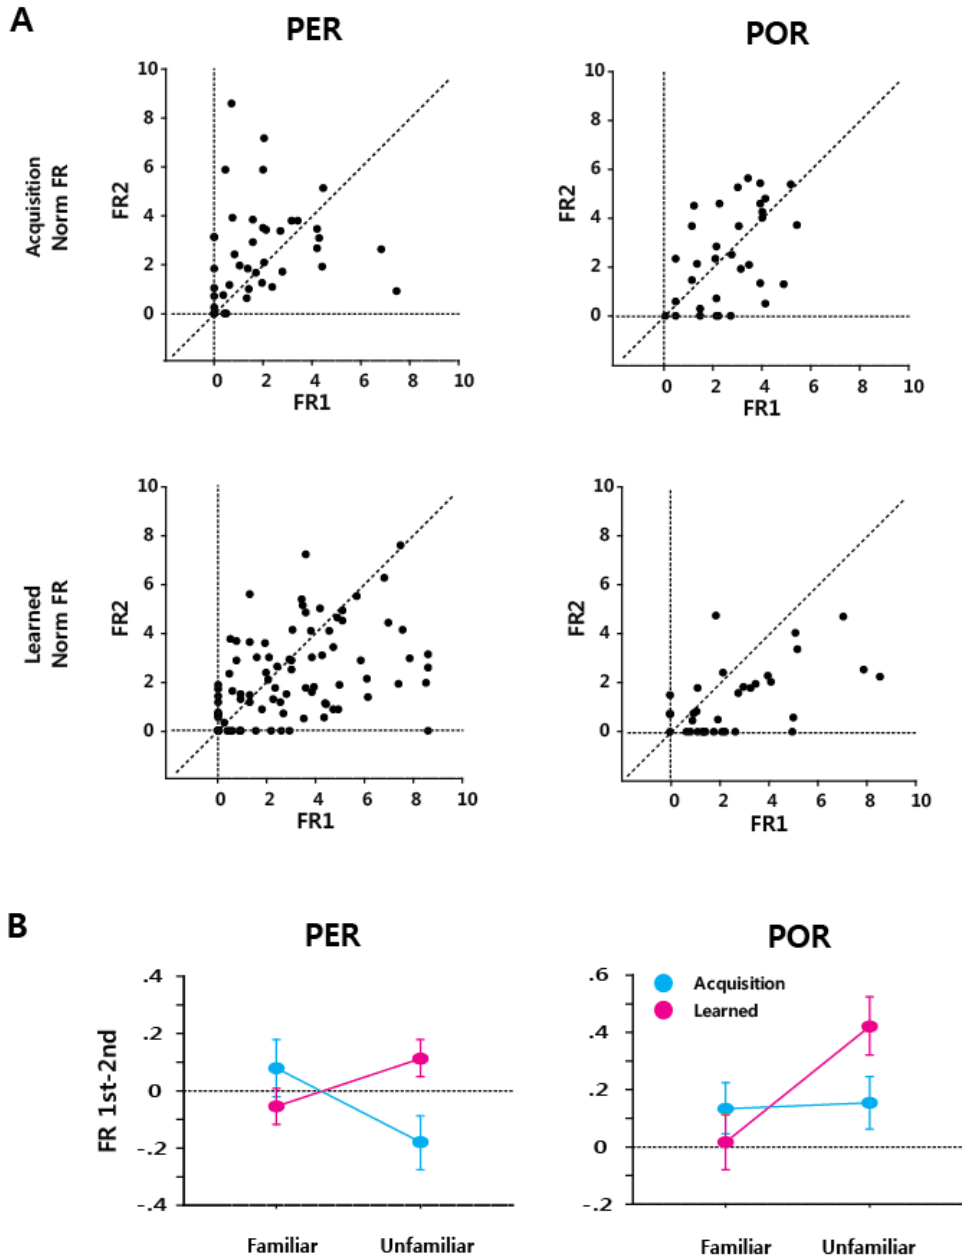 A
PER
POR
Acquisition
Norm FR
FR2
10
8
6
4
2
0
0 2 4 6 8 10
FR1
FR2
10
8
6
4
2
0
0 2 4 6 8 10
FR1
Learned
Norm FR
FR2
10
8
6
4
2
0
0 2 4 6 8 10
FR1
FR2
10
8
6
4
2
0
0 2 4 6 8 10
FR1
B
PER
POR
FR 1st-2nd
.4
.2
0
-.2
-.4
Familiar Unfamiliar
.6
.4
.2
0
-.2
Acquisition
Learned
Familiar Unfamiliar